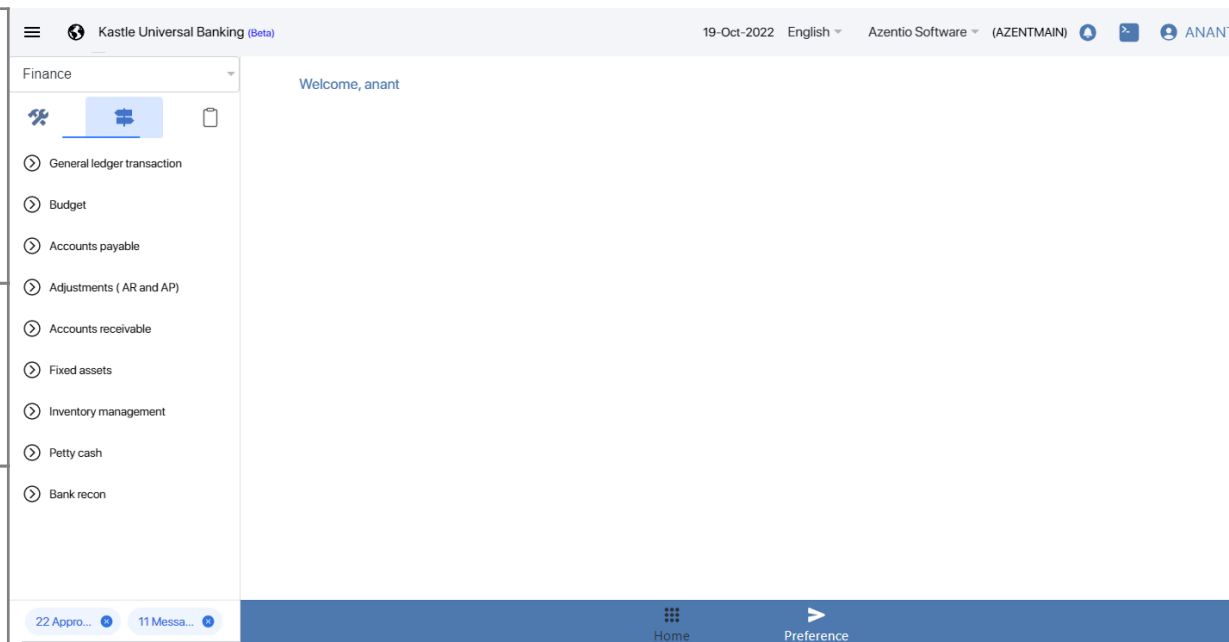 Kastle Universal Banking (Beta) 19-Oct-2022 English Azentio Software (AZENTMAIN) ANANT
Finance
Welcome, anant
General ledger transaction
Budget
Accounts payable
Adjustments ( AR and AP)
Accounts receivable
Fixed assets
Inventory management
Petty cash
Bank recon
22 Appro... 11 Messa...
Home Preference